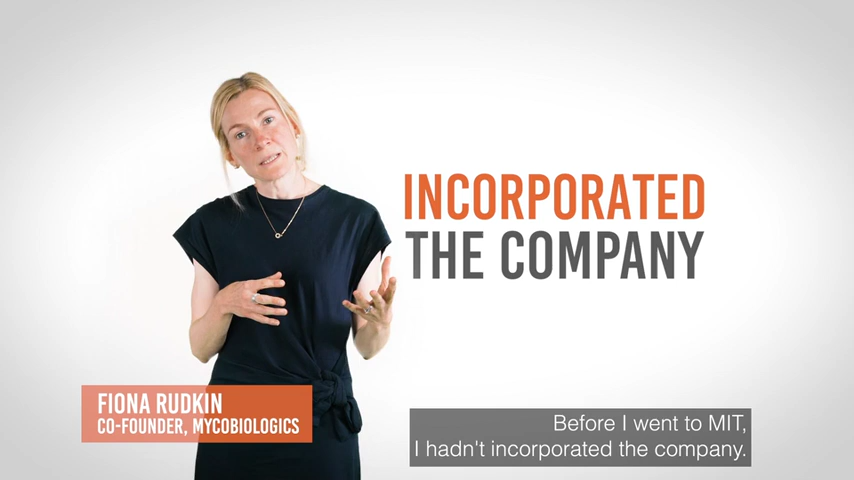 INCORPORATED
THE COMPANY
FIONA RUDKIN
CO-FOUNDER, MYCOBIOLOGICS
Before I went to MIT,
I hadn't incorporated the company.